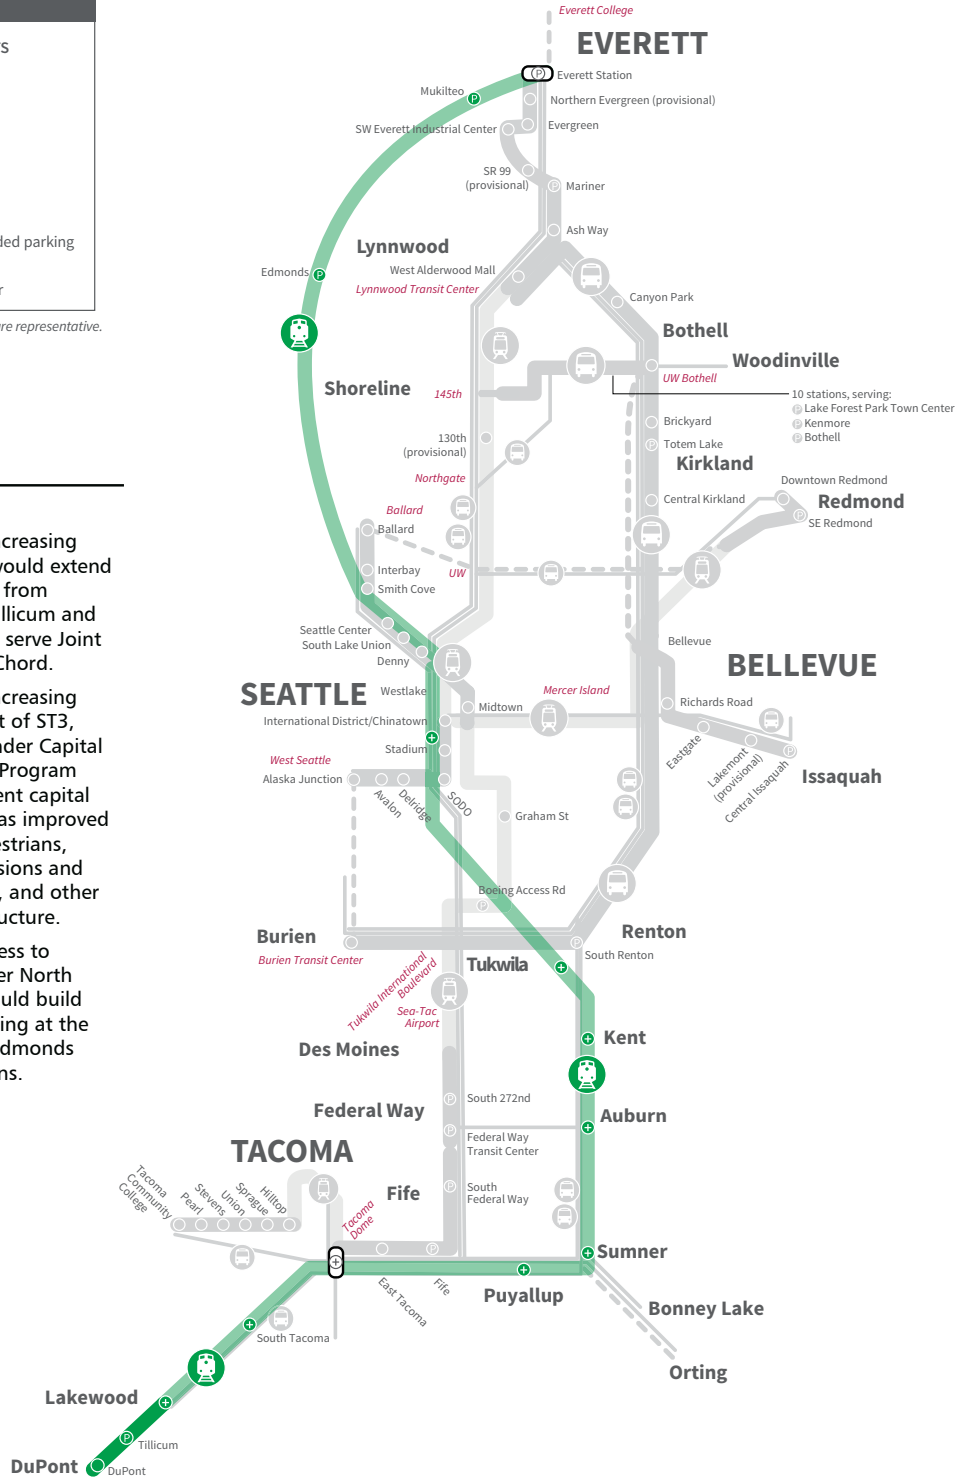 rs
ded parking
r
are representative.
ncreasing
would extend
from
illicum and
serve Joint
Chord.
ncreasing
t of ST3,
nder Capital
Program
ent capital
as improved
estrians,
sions and
, and other
ucture.
ess to
er North
ould build
ing at the
dmonds
ns.
Everett College
EVERETT
P
Everett Station
Mukilteo
P
Northern Evergreen (provisional)
SW Everett Industrial Center
Evergreen
SR 99
(provisional)
P
Mariner
Ash Way
Lynnwood
West Alderwood Mall
Edmonds
P
Lynnwood Transit Center
Canyon Park
Bothell
Woodinville
UW Bothell
Shoreline
145th
10 stations, serving:
P Lake Forest Park Town Center
P Kenmore
P Bothell
Brickyard
130th
(provisional)
P
Totem Lake
Kirkland
Northgate
Downtown Redmond
Redmond
Central Kirkland
P
SE Redmond
Ballard
Ballard
Interbay
UW
Smith Cove
Seattle Center
South Lake Union
Denny
Bellevue
BELLEVUE
SEATTLE
Westlake
Mercer Island
Midtown
Richards Road
International District/Chinatown
Stadium
Eastgate
Lakemont
(provisional)
Central Issaquah
P
Issaquah
West Seattle
Alaska Junction
Avalon
Delridge
SODO
Graham St
Boeing Access Rd
P
Burien
Renton
P
South Renton
Burien Transit Center
Tukwila
Tukwila International
Boulevard
Sea-Tac
Airport
Kent
Des Moines
P
South 272nd
Federal Way
Auburn
P
Federal Way
Transit Center
TACOMA
Tacoma
Community
College
Pearl
Stevens
Union
Sprague
Hilltop
Fife
P
South
Federal Way
Tacoma
Dome
P
Sumner
East Tacoma
Fife
Puyallup
Bonney Lake
South Tacoma
Orting
Lakewood
P
Tillicum
DuPont
DuPont